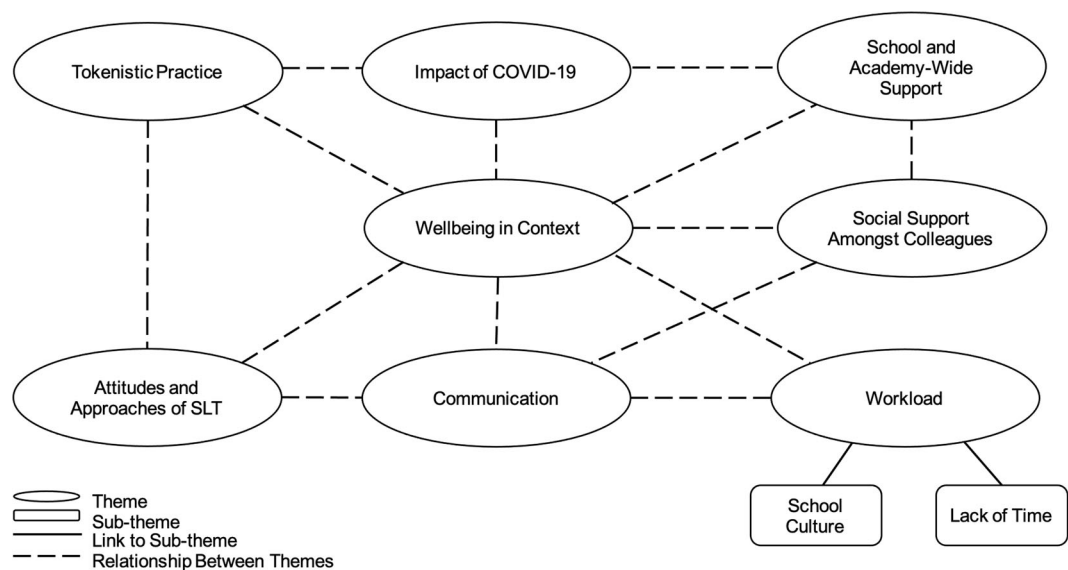 Tokenistic Practice
Impact of COVID-19
School and
Academy-Wide
Support
Wellbeing in Context
Social Support
Amongst Colleagues
Attitudes and
Approaches of SLT
Communication
Workload
School
Culture
Lack of Time
Theme
Sub-theme
Link to Sub-theme
Relationship Between Themes